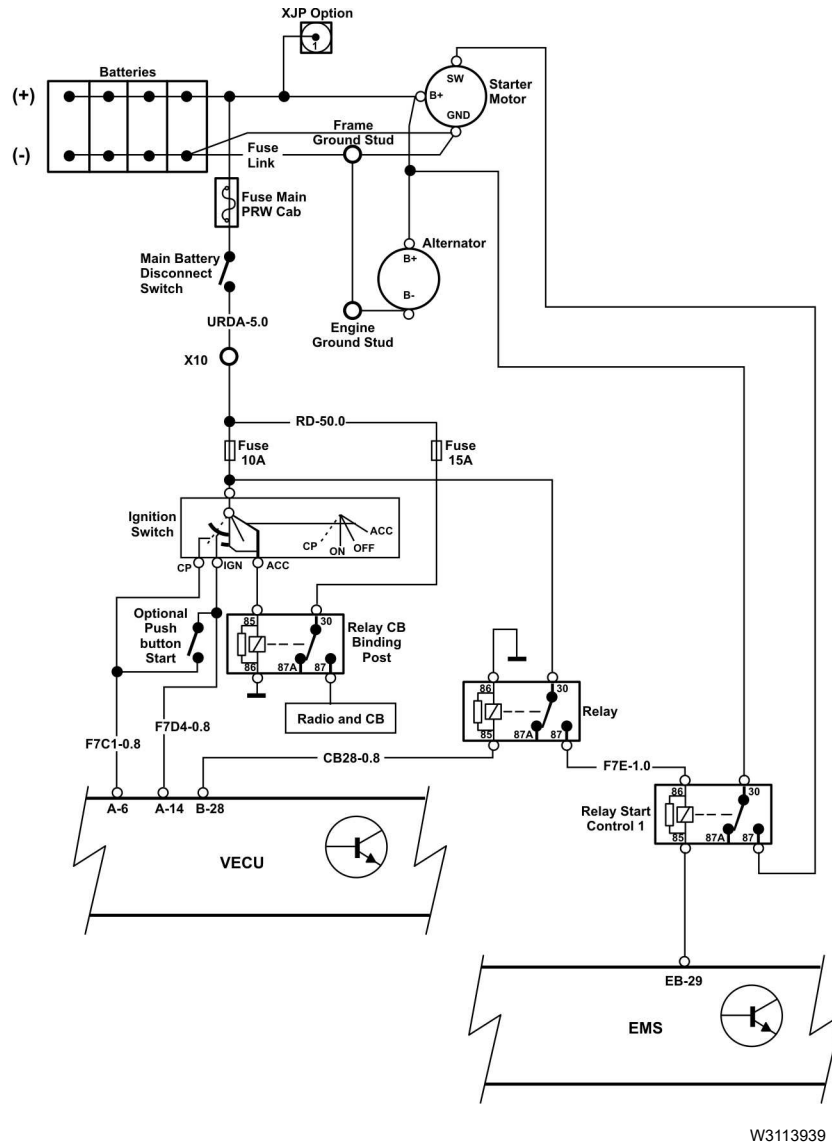 XJP Option
1
Batteries
(+)
(-)
SW
B+
GND
Starter
Motor
Frame
Ground Stud
Fuse
Link
Fuse Main
PRW Cab
Alternator
B+
B-
Main Battery
Disconnect
Switch
Engine
Ground Stud
URDA-5.0
X10
RD-50.0
Fuse
10A
Fuse
15A
Ignition
Switch
CP
ON
OFF
ACC
CP
IGN
ACC
Optional
Push
button
Start
85
30
86
87A
87
Relay CB
Binding
Post
Radio and CB
86
30
85
87A
87
Relay
F7C1-0.8
F7D4-0.8
CB28-0.8
F7E-1.0
86
30
85
87A
87
Relay Start
Control 1
A-6
A-14
B-28
VECU
EB-29
EMS
W3113939